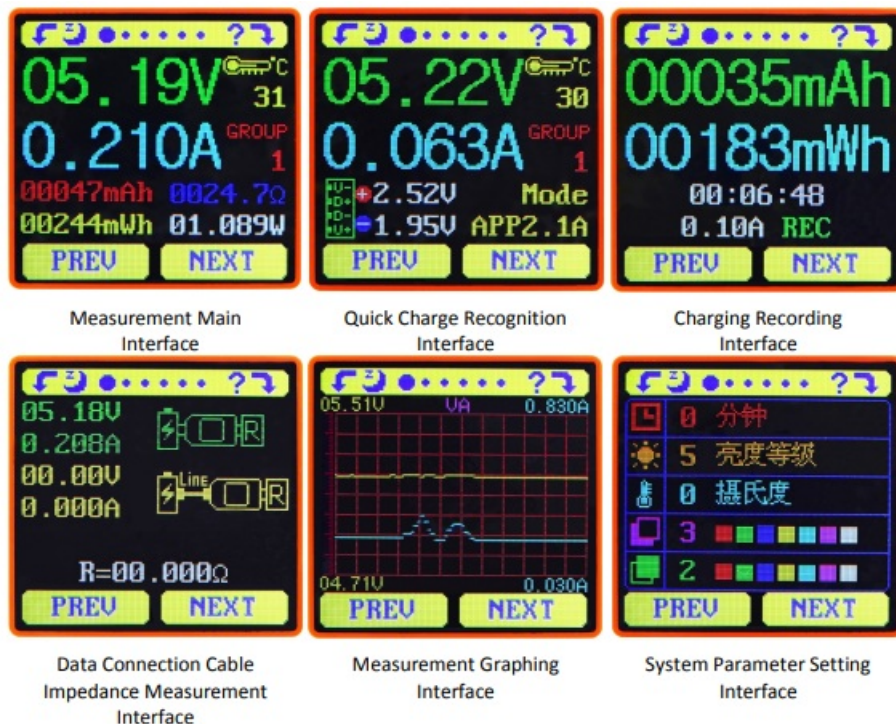 05.19V °C
31
0.210A GROUP
1
00047mAh 0024.7Ω
00244mWh 01.089W
PREV NEXT
Measurement Main
Interface
05.22V °C
30
0.063A GROUP
1
V-
D+ 2.52V Mode
D-
V+ 1.95V APP2.1A
PREV NEXT
Quick Charge Recognition
Interface
00035mAh
00183mWh
00:06:48
0.10A REC
PREV NEXT
Charging Recording
Interface
05.18V
0.208A R
00.00V Line
0.000A R
R=00.000Ω
PREV NEXT
Data Connection Cable
Impedance Measurement
Interface
05.51V VA 0.830A
04.71V 0.030A
PREV NEXT
Measurement Graphing
Interface
0 分钟
5 亮度等级
0 摄氏度
3
2
PREV NEXT
System Parameter Setting
Interface